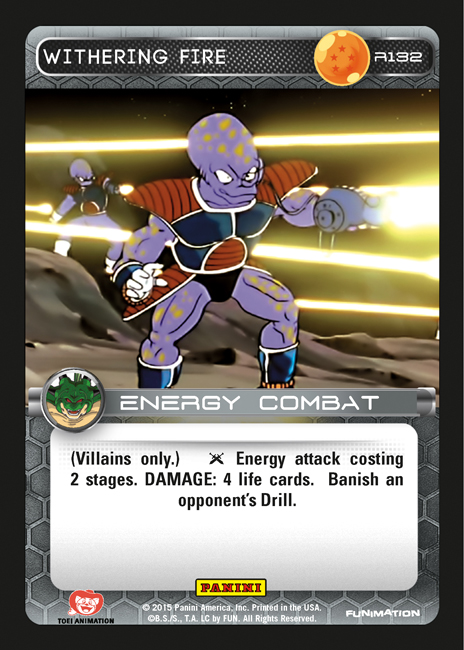 WITHERING FIRE R132
ENERGY COMBAT
(Villains only.) Energy attack costing
2 stages. DAMAGE: 4 life cards. Banish an
opponent's Drill.
PANINI
© 2015 Panini America, Inc. Printed in the USA.
©B.S./S., T.A. LC by FUN. All Rights Reserved.
TOEI ANIMATION
FUNIMATION